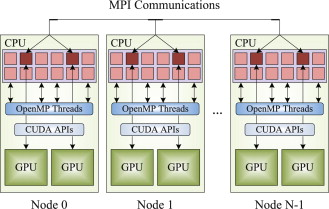 MPI Communications
CPU
CPU
CPU
OpenMP Threads
OpenMP Threads
OpenMP Threads
CUDA APIs
CUDA APIs
...
CUDA APIs
GPU GPU
GPU GPU
GPU GPU
Node 0
Node 1
Node N-1